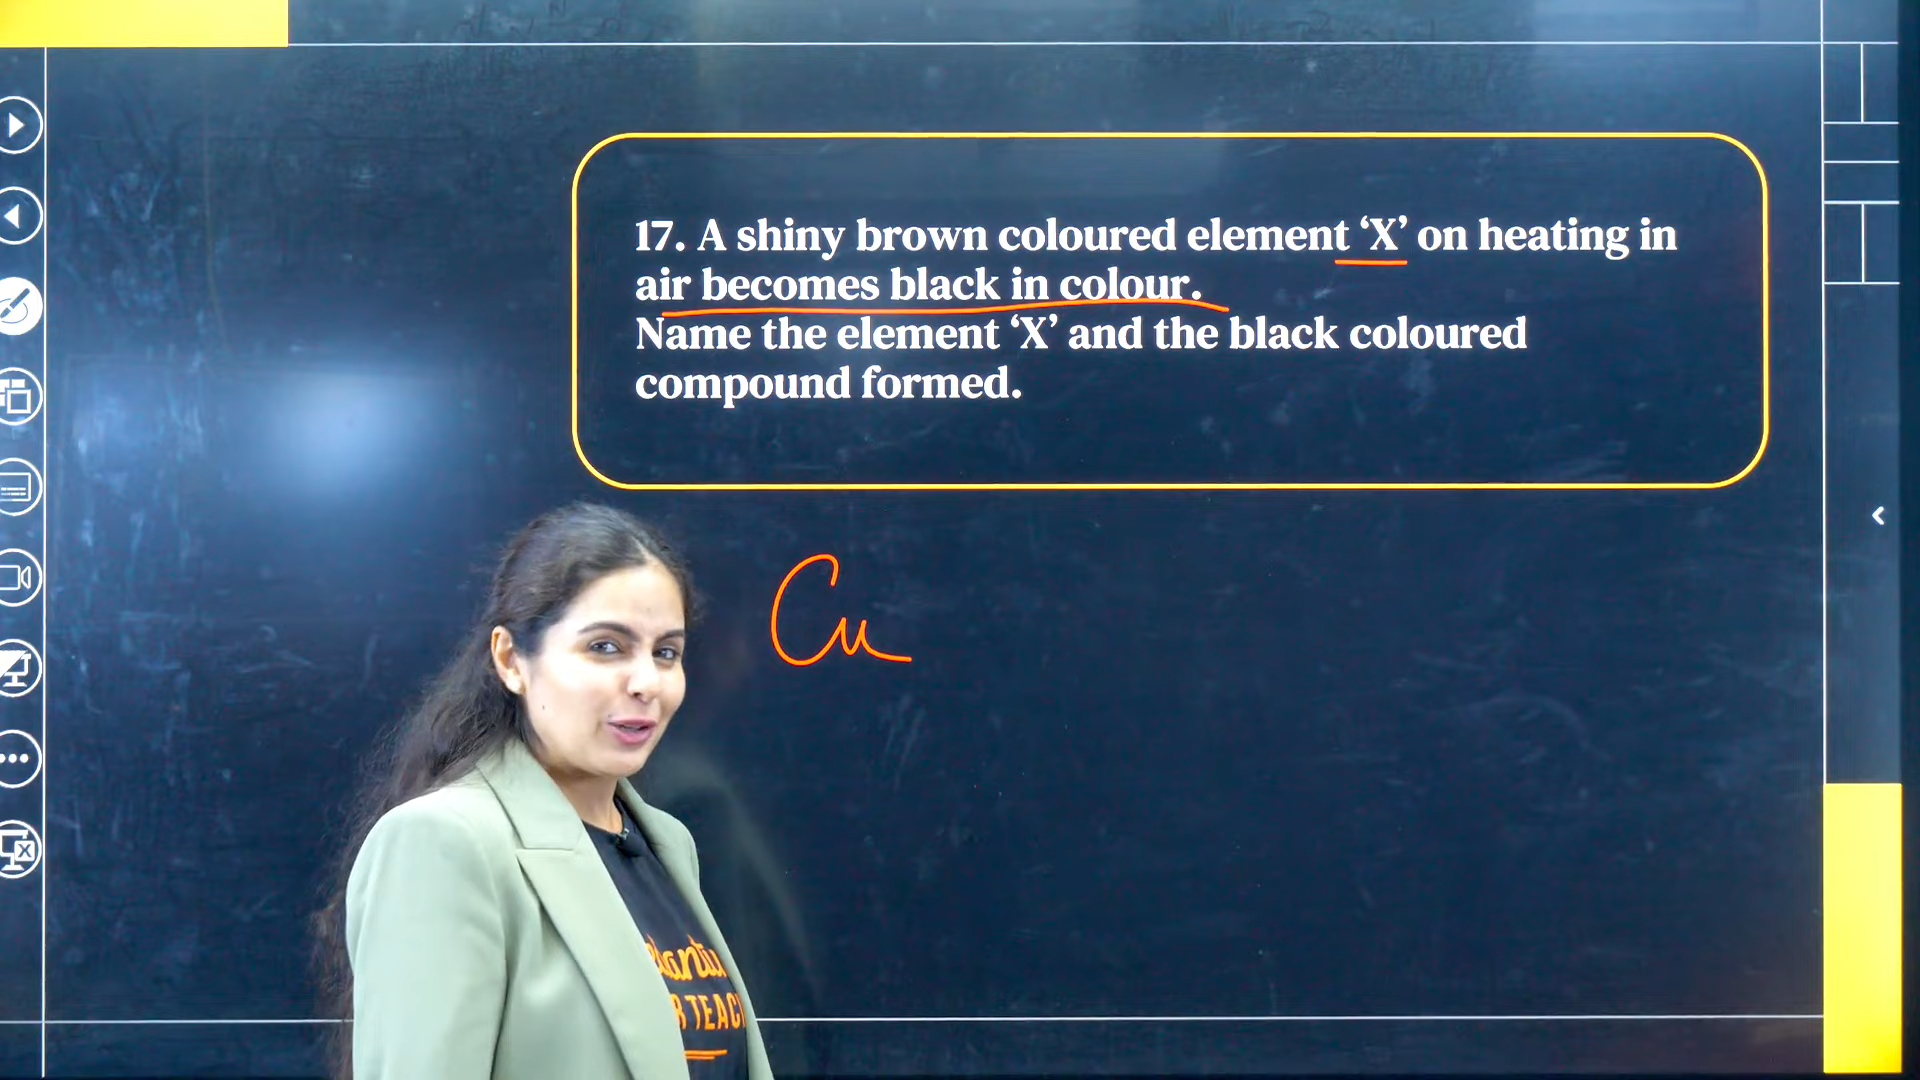 17. A shiny brown coloured element ‘X’ on heating in
air becomes black in colour.
Name the element ‘X’ and the black coloured
compound formed.
Cu